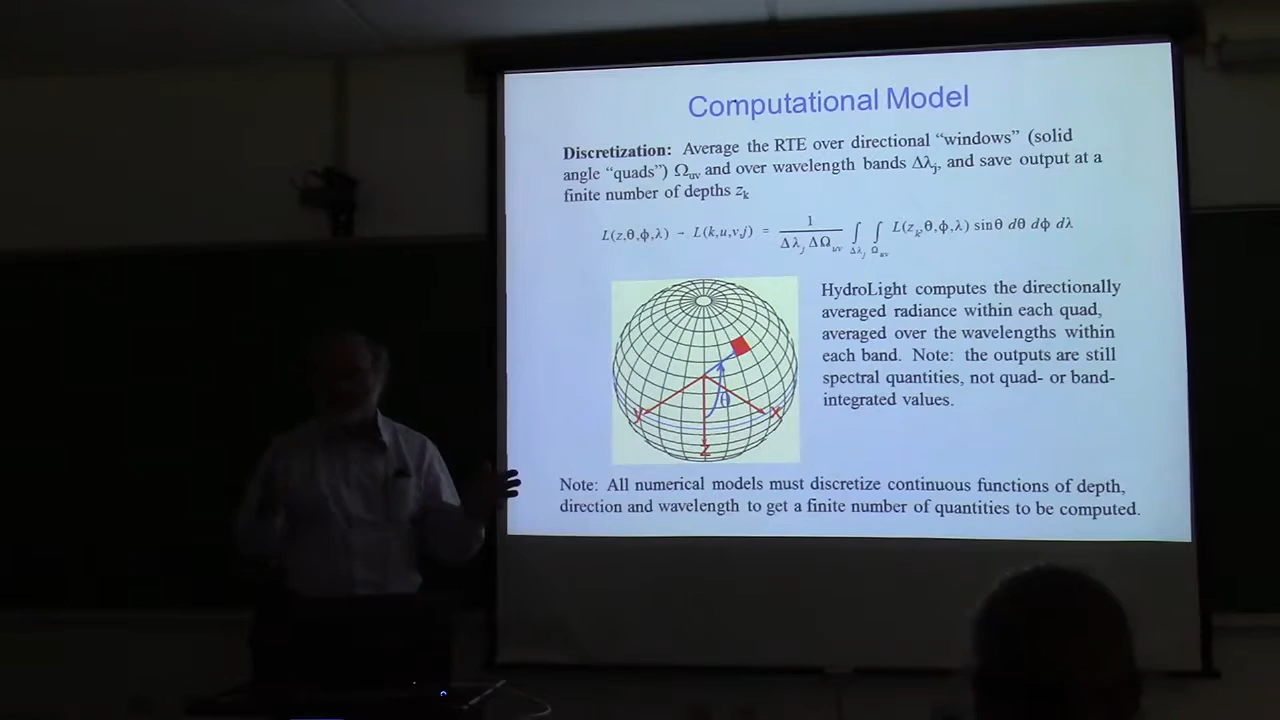 Computational Model
Discretization: Average the RTE over directional “windows” (solid
angle “quads”) Ωuv and over wavelength bands Δλj, and save output at a
finite number of depths zk
L(z,θ,ϕ,λ) − L(k,u,v,j) = 1 / (Δλj ΔΩuv) ∫Δλj ∫Ωuv L(zk,θ,ϕ,λ) sinθ dθ dϕ dλ
HydroLight computes the directionally
averaged radiance within each quad,
averaged over the wavelengths within
each band. Note: the outputs are still
spectral quantities, not quad- or band-
integrated values.
y θ x
z
Note: All numerical models must discretize continuous functions of depth,
direction and wavelength to get a finite number of quantities to be computed.